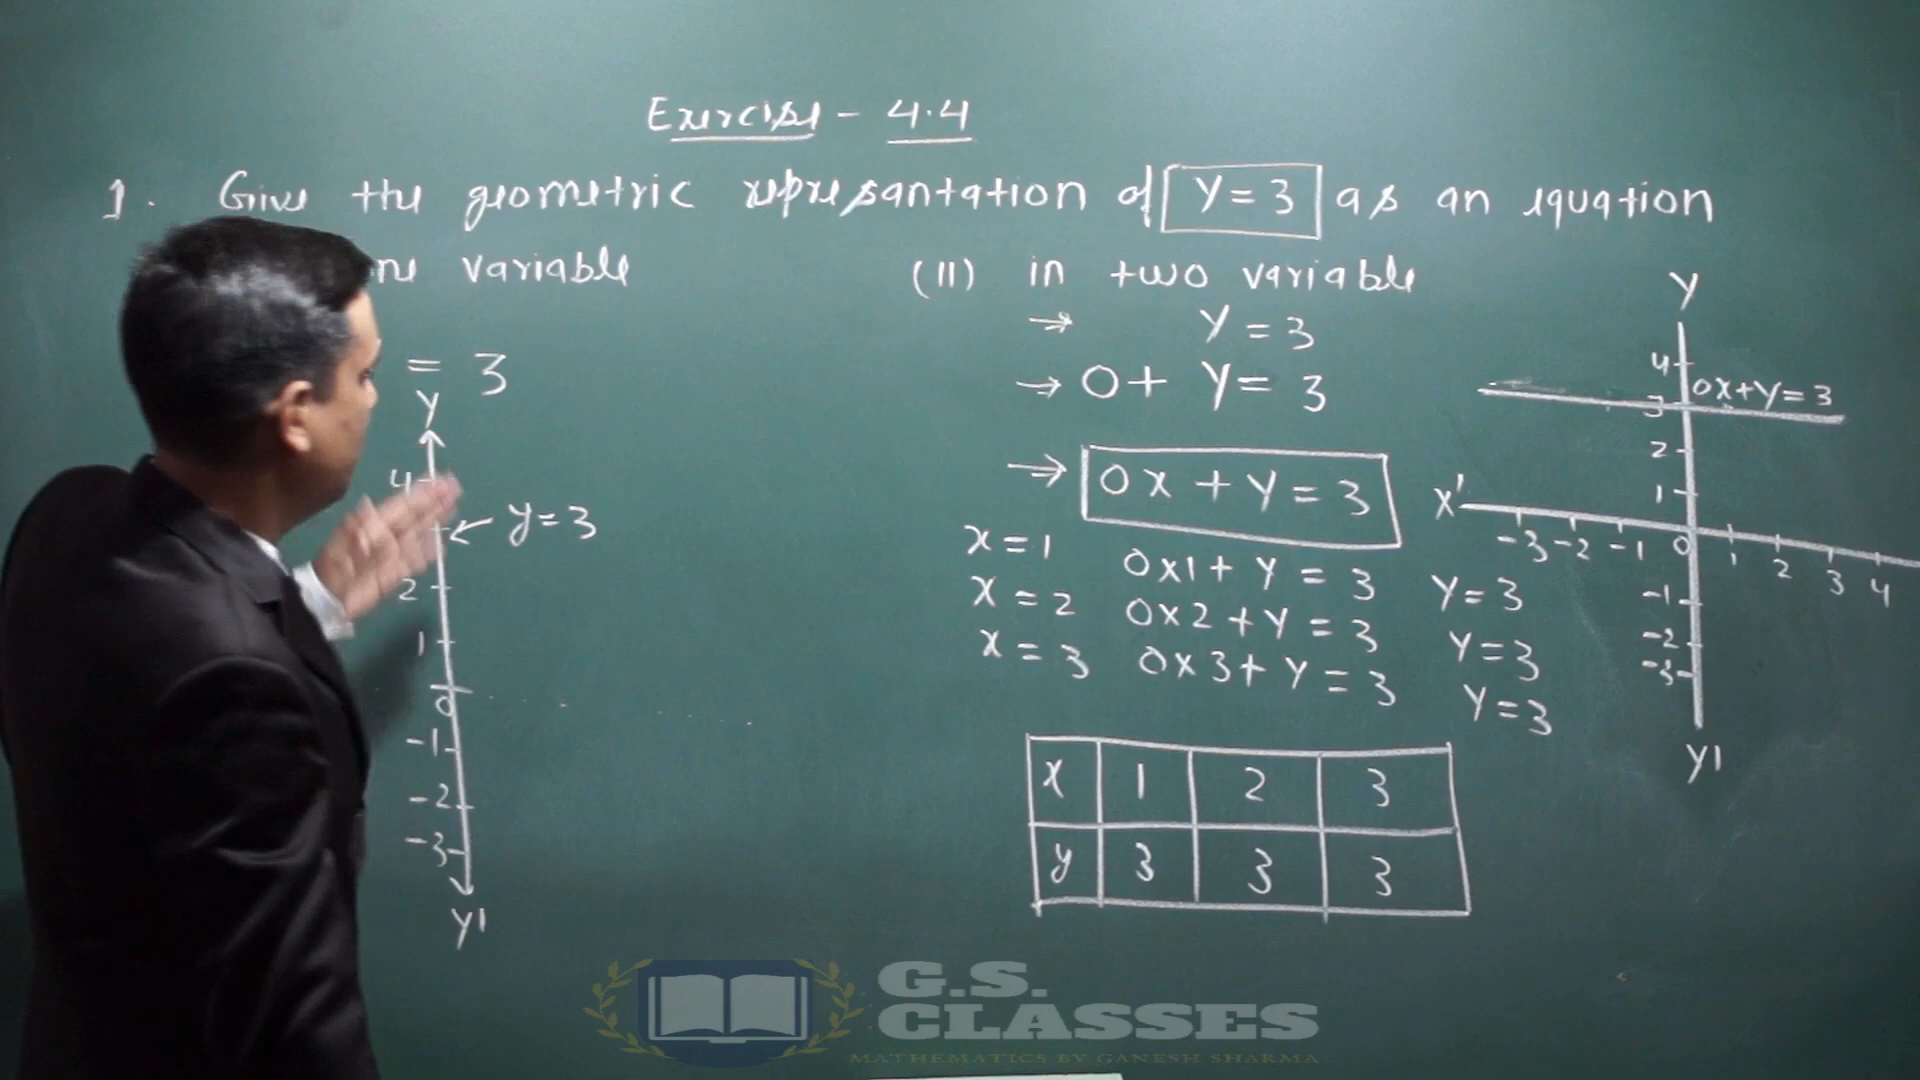 Exercise - 4.4
1. Give the geometric represantation of Y = 3 as an equation
variable
(II) in two variable
= 3
→ Y = 3
→ 0 + Y = 3
→ 0x + Y = 3
x = 1 0x1 + Y = 3 Y = 3
x = 2 0x2 + Y = 3 Y = 3
x = 3 0x3 + Y = 3 Y = 3
x 1 2 3
y 3 3 3
Y
4
← y = 3
2
1
0
-1
-2
-3
Y1
Y
4
0x + Y = 3
3
2
1
X' -3 -2 -1 0 1 2 3 4
-1
-2
-3
Y1
G.S.
CLASSES
MATHEMATICS BY GANESH SHARMA